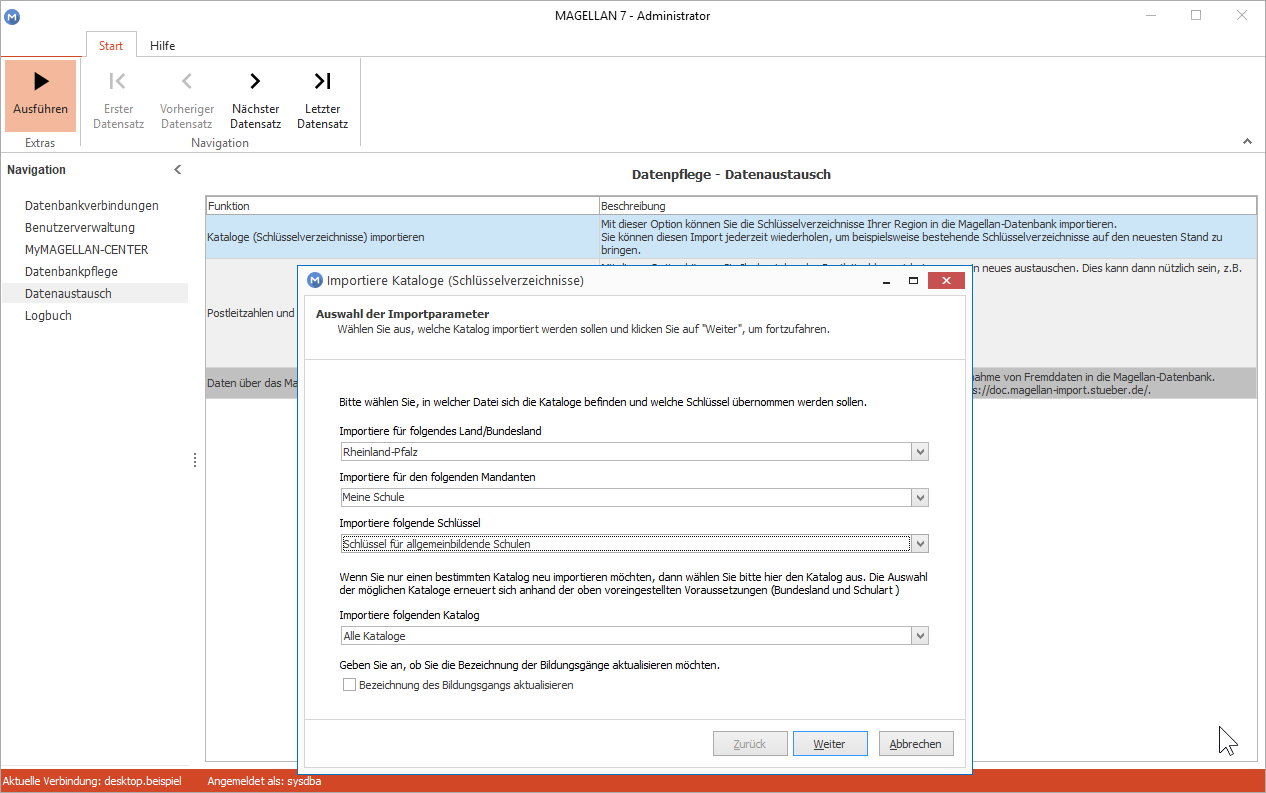 MAGELLAN 7 - Administrator
Start
Hilfe
Ausführen
Erster
Datensatz
Vorheriger
Datensatz
Nächster
Datensatz
Letzter
Datensatz
Extras
Navigation
Navigation
Datenbankverbindungen
Benutzerverwaltung
MyMAGELLAN-CENTER
Datenbankpflege
Datenaustausch
Logbuch
Datenpflege - Datenaustausch
Funktion
Beschreibung
Kataloge (Schlüsselverzeichnisse) importieren
Mit dieser Option können Sie die Schlüsselverzeichnisse Ihrer Region in die Magellan-Datenbank importieren.
Sie können diesen Import jederzeit wiederholen, um beispielsweise bestehende Schlüsselverzeichnisse auf den neuesten Stand zu
bringen.
n neues austauschen. Dies kann dann nützlich sein, z.B.
Postleitzahlen und
Daten über das Ma
ahme von Fremddaten in die Magellan-Datenbank.
s://doc.magellan-import.stueber.de/.
Importiere Kataloge (Schlüsselverzeichnisse)
Auswahl der Importparameter
Wählen Sie aus, welche Katalog importiert werden sollen und klicken Sie auf "Weiter", um fortzufahren.
Bitte wählen Sie, in welcher Datei sich die Kataloge befinden und welche Schlüssel übernommen werden sollen.
Importiere für folgendes Land/Bundesland
Rheinland-Pfalz
Importiere für den folgenden Mandanten
Meine Schule
Importiere folgende Schlüssel
Schlüssel für allgemeinbildende Schulen
Wenn Sie nur einen bestimmten Katalog neu importieren möchten, dann wählen Sie bitte hier den Katalog aus. Die Auswahl
der möglichen Kataloge erneuert sich anhand der oben voreingestellten Voraussetzungen (Bundesland und Schulart )
Importiere folgenden Katalog
Alle Kataloge
Geben Sie an, ob Sie die Bezeichnung der Bildungsgänge aktualisieren möchten.
Bezeichnung des Bildungsgangs aktualisieren
Zurück
Weiter
Abbrechen
Aktuelle Verbindung: desktop.beispiel
Angemeldet als: sysdba